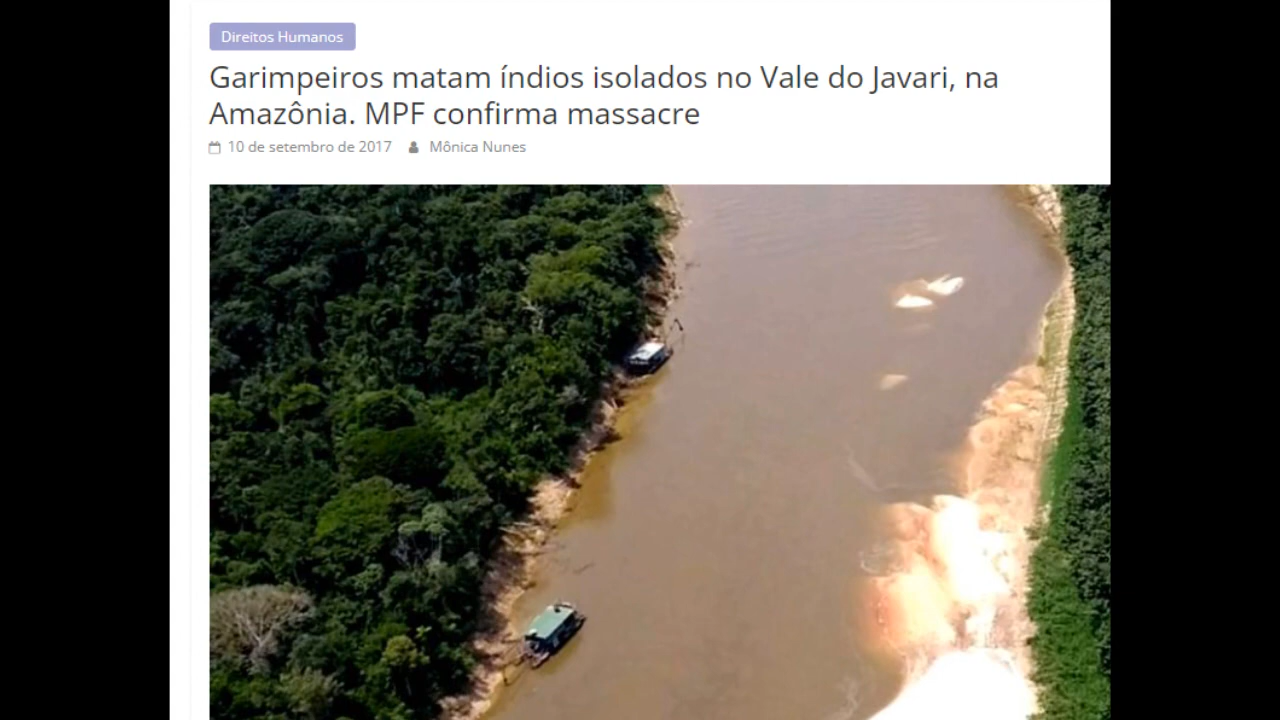 Direitos Humanos
Garimpeiros matam índios isolados no Vale do Javari, na
Amazônia. MPF confirma massacre
10 de setembro de 2017 Mônica Nunes